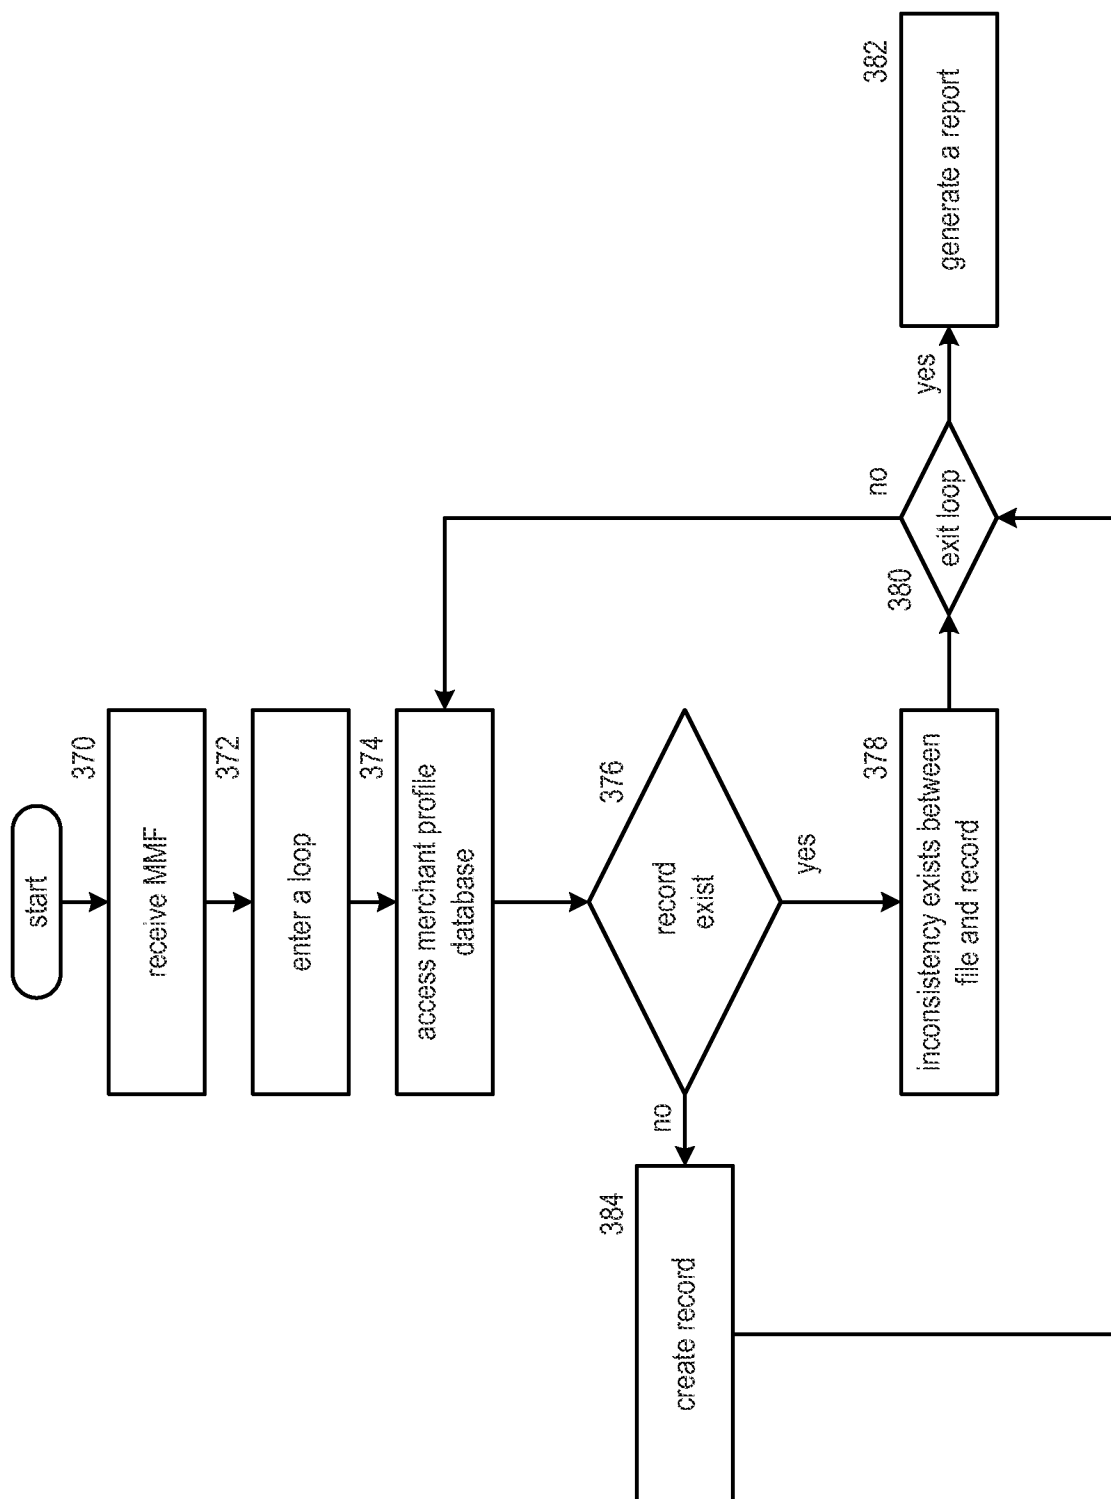 start
370
receive MMF
372
enter a loop
374
access merchant profile
database
376
record
exist
no
yes
384
create record
378
inconsistency exists between
file and record
380
exit loop
no
yes
382
generate a report